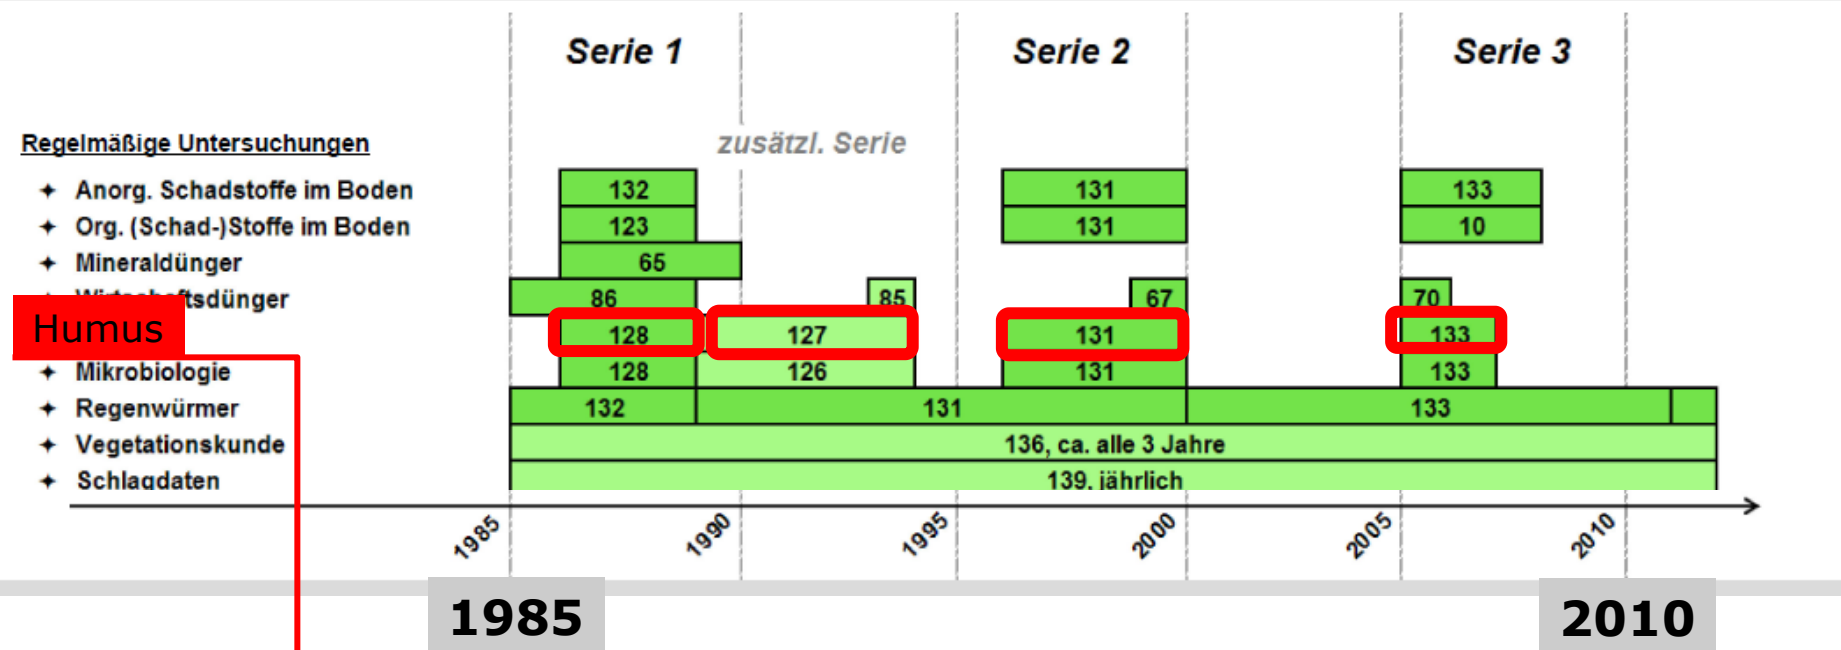 Serie 1 Serie 2 Serie 3
Regelmäßige Untersuchungen zusätzl. Serie
Anorg. Schadstoffe im Boden 132 131 133
Org. (Schad-)Stoffe im Boden 123 131 10
Mineraldünger 65
86 85 67 70
Humus 128 127 131 133
Mikrobiologie 128 126 131 133
Regenwürmer 132 131 133
Vegetationskunde 136, ca. alle 3 Jahre
Schlagdaten 139, jährlich
1985 1990 1995 2000 2005 2010
1985 2010